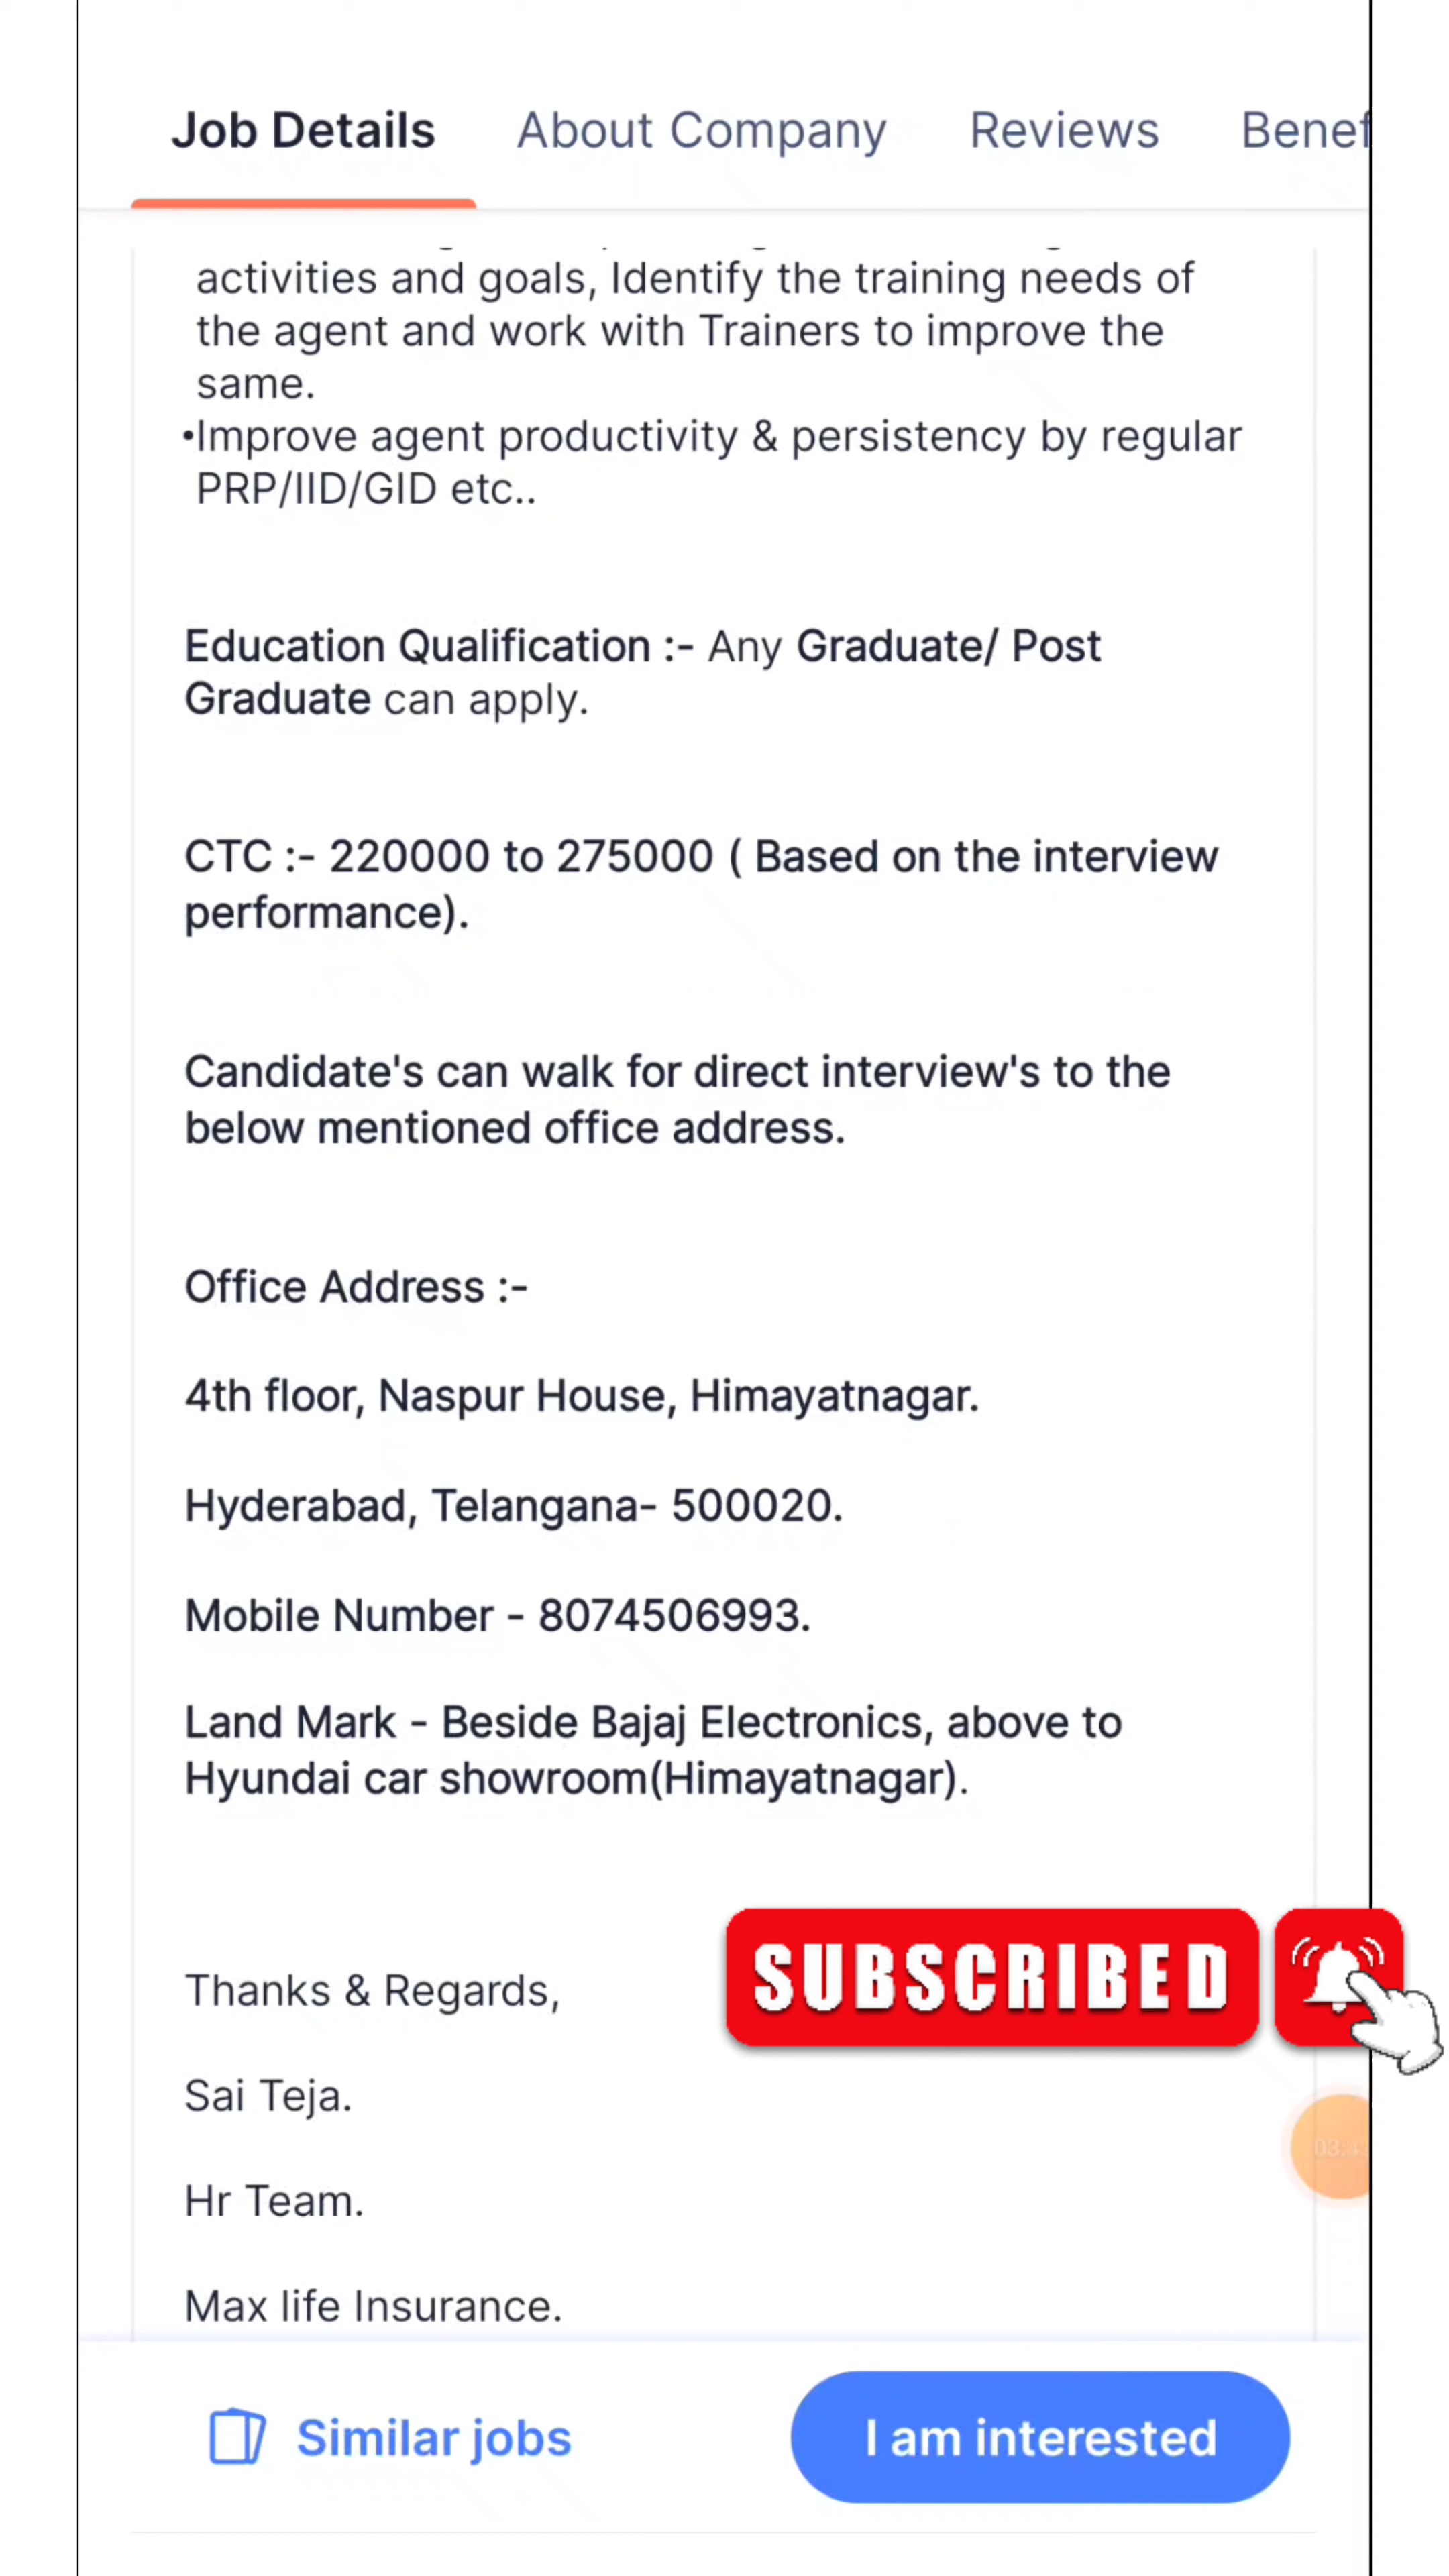 Job Details About Company Reviews Benef
activities and goals, Identify the training needs of
the agent and work with Trainers to improve the
same.
•Improve agent productivity & persistency by regular
PRP/IID/GID etc..
Education Qualification :- Any Graduate/ Post
Graduate can apply.
CTC :- 220000 to 275000 ( Based on the interview
performance).
Candidate's can walk for direct interview's to the
below mentioned office address.
Office Address :-
4th floor, Naspur House, Himayatnagar.
Hyderabad, Telangana- 500020.
Mobile Number - 8074506993.
Land Mark - Beside Bajaj Electronics, above to
Hyundai car showroom(Himayatnagar).
SUBSCRIBED
Thanks & Regards,
Sai Teja.
Hr Team.
Max life Insurance.
Similar jobs I am interested